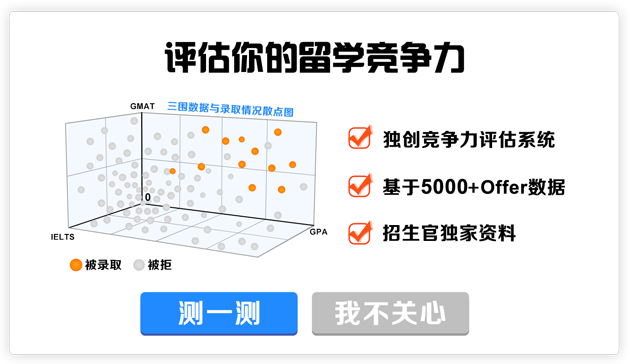 评估你的留学竞争力
GMAT
三围数据与录取情况散点图
0
IELTS
GPA
被录取
被拒
独创竞争力评估系统
基于5000+Offer数据
招生官独家资料
测一测
我不关心